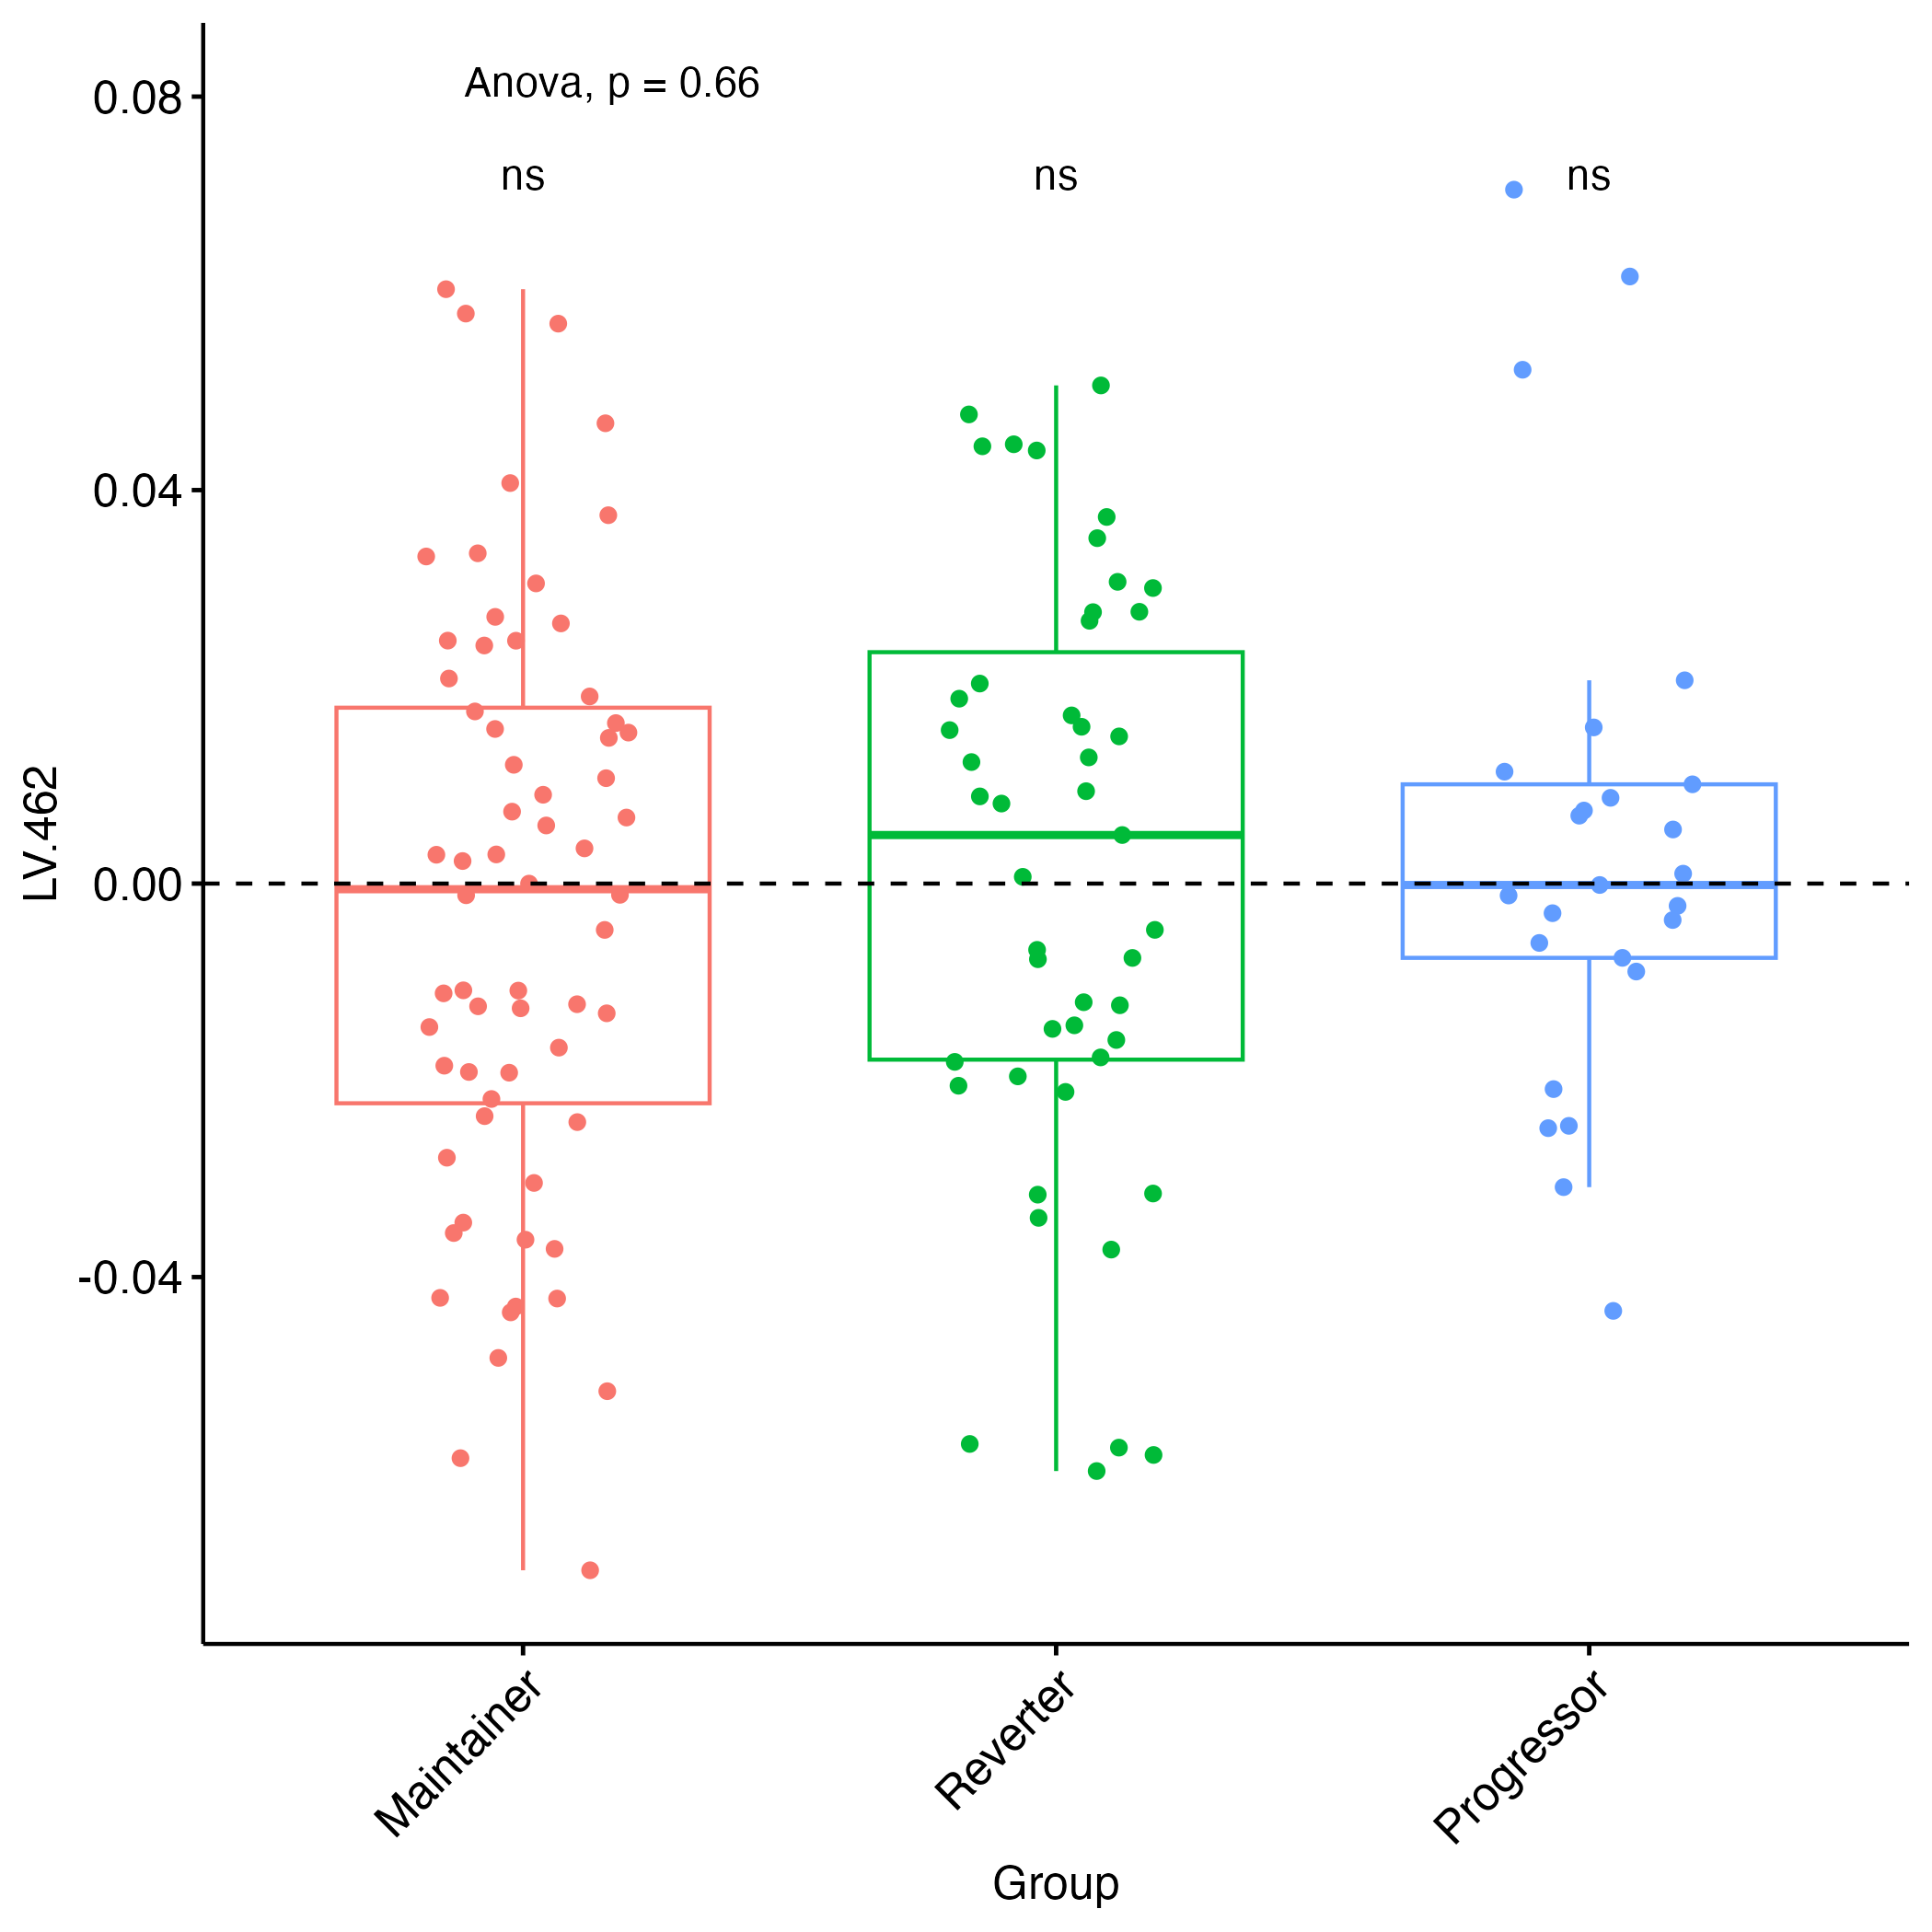 Anova, p = 0.66
ns ns ns
0.08
0.04
0.00
-0.04
LV.462
Maintainer
Reverter
Progressor
Group